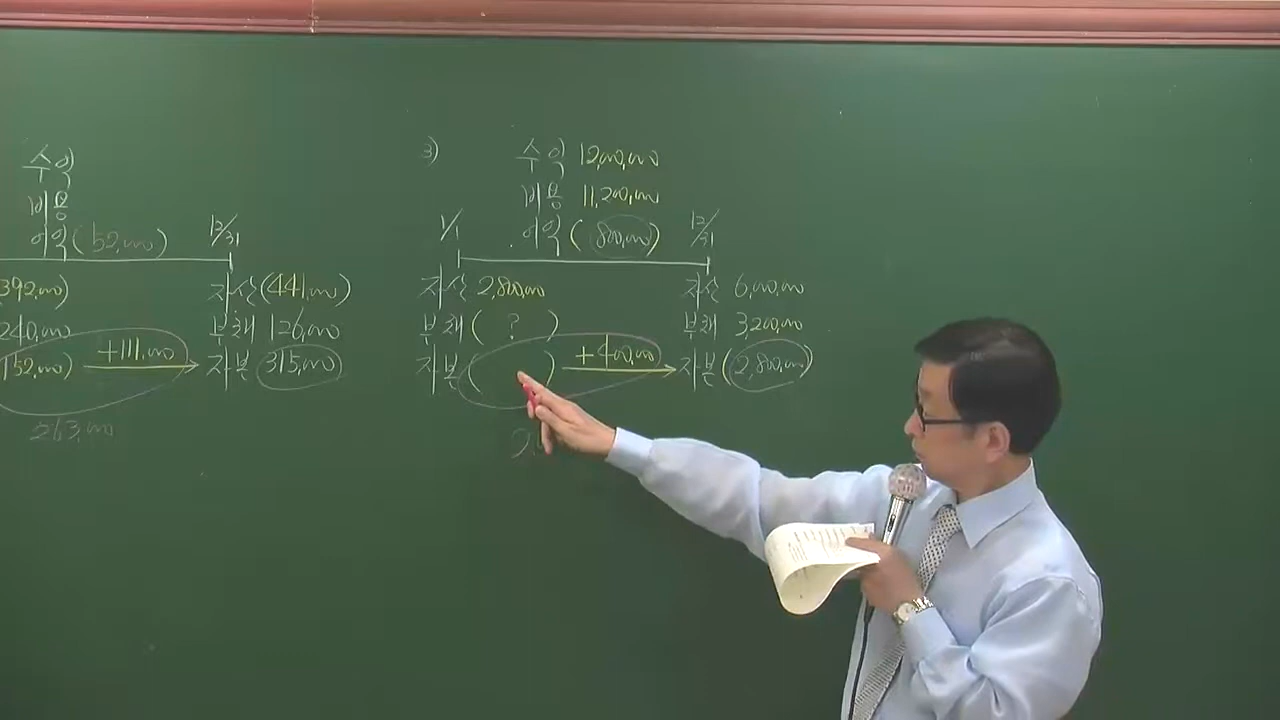 수익
비용
이익(52,000)
12/31
392,000)
240,000
152,000)
+111,000
자산(441,000)
부채 126,000
자본 315,000
263,000
3)
수익 12,000,000
비용 11,200,000
이익(800,000)
1/1
12/31
자산 2,800,000
부채( ? )
자본( )
+400,000
자산 6,000,000
부채 3,200,000
자본(2,800,000)